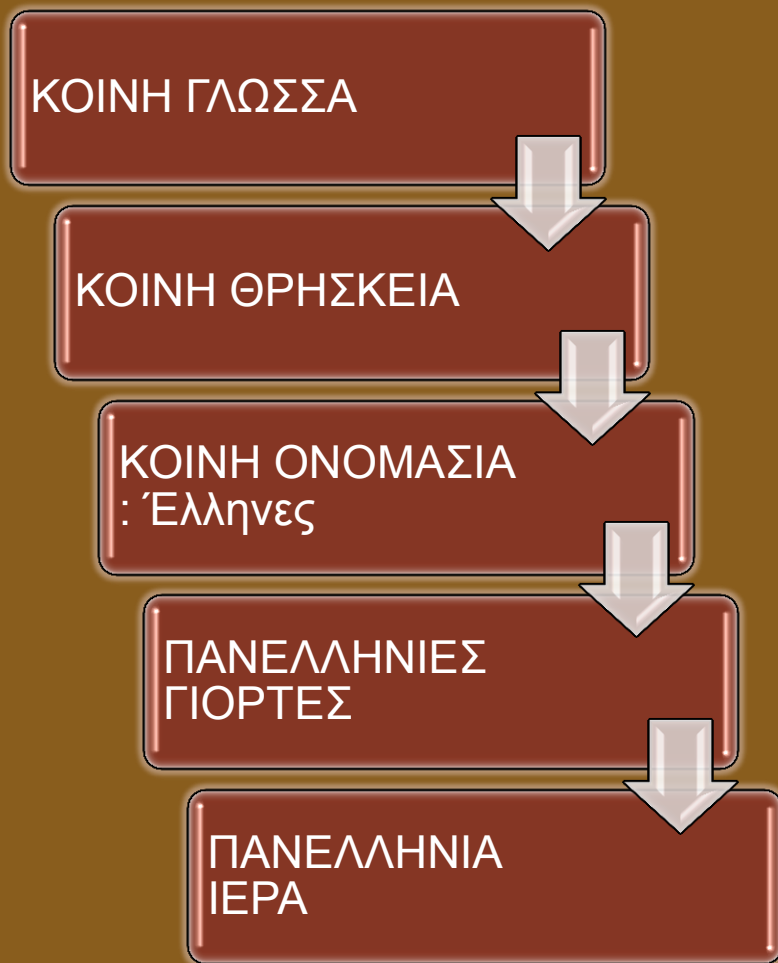 ΚΟΙΝΗ ΓΛΩΣΣΑ
ΚΟΙΝΗ ΘΡΗΣΚΕΙΑ
ΚΟΙΝΗ ΟΝΟΜΑΣΙΑ
: Έλληνες
ΠΑΝΕΛΛΗΝΙΕΣ
ΓΙΟΡΤΕΣ
ΠΑΝΕΛΛΗΝΙΑ
ΙΕΡΑ